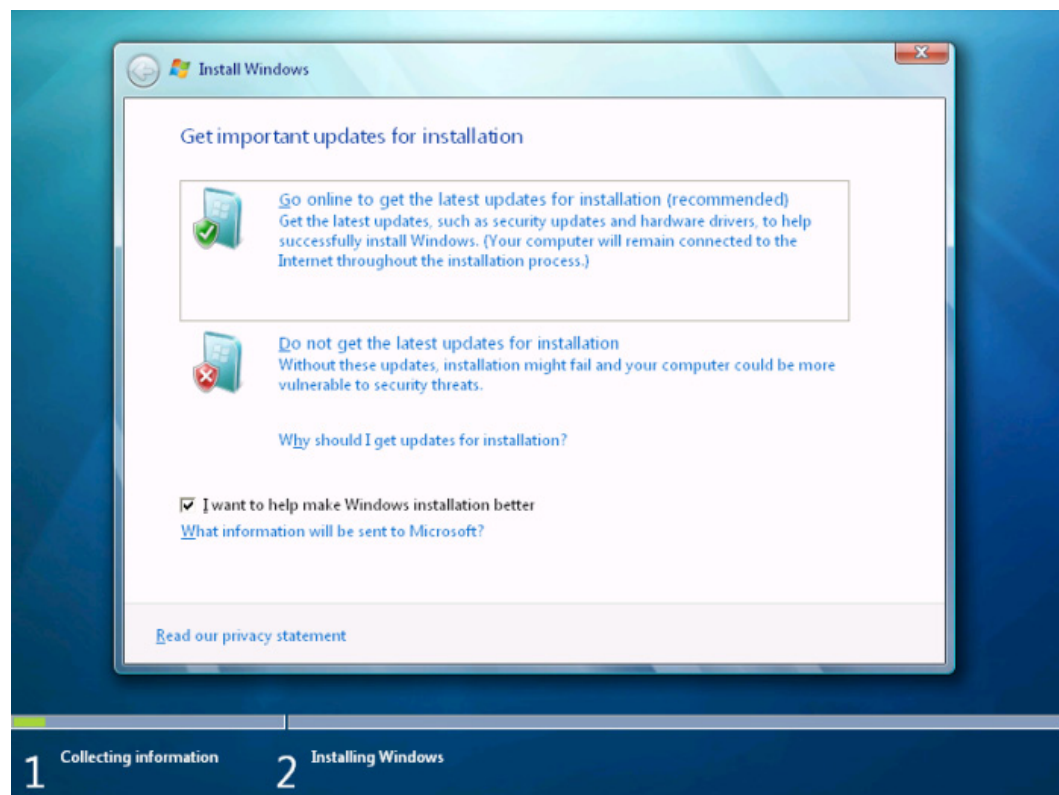 Install Windows
Get important updates for installation
Go online to get the latest updates for installation (recommended)
Get the latest updates, such as security updates and hardware drivers, to help
successfully install Windows. (Your computer will remain connected to the
Internet throughout the installation process.)
Do not get the latest updates for installation
Without these updates, installation might fail and your computer could be more
vulnerable to security threats.
Why should I get updates for installation?
I want to help make Windows installation better
What information will be sent to Microsoft?
Read our privacy statement
1 Collecting information
2 Installing Windows